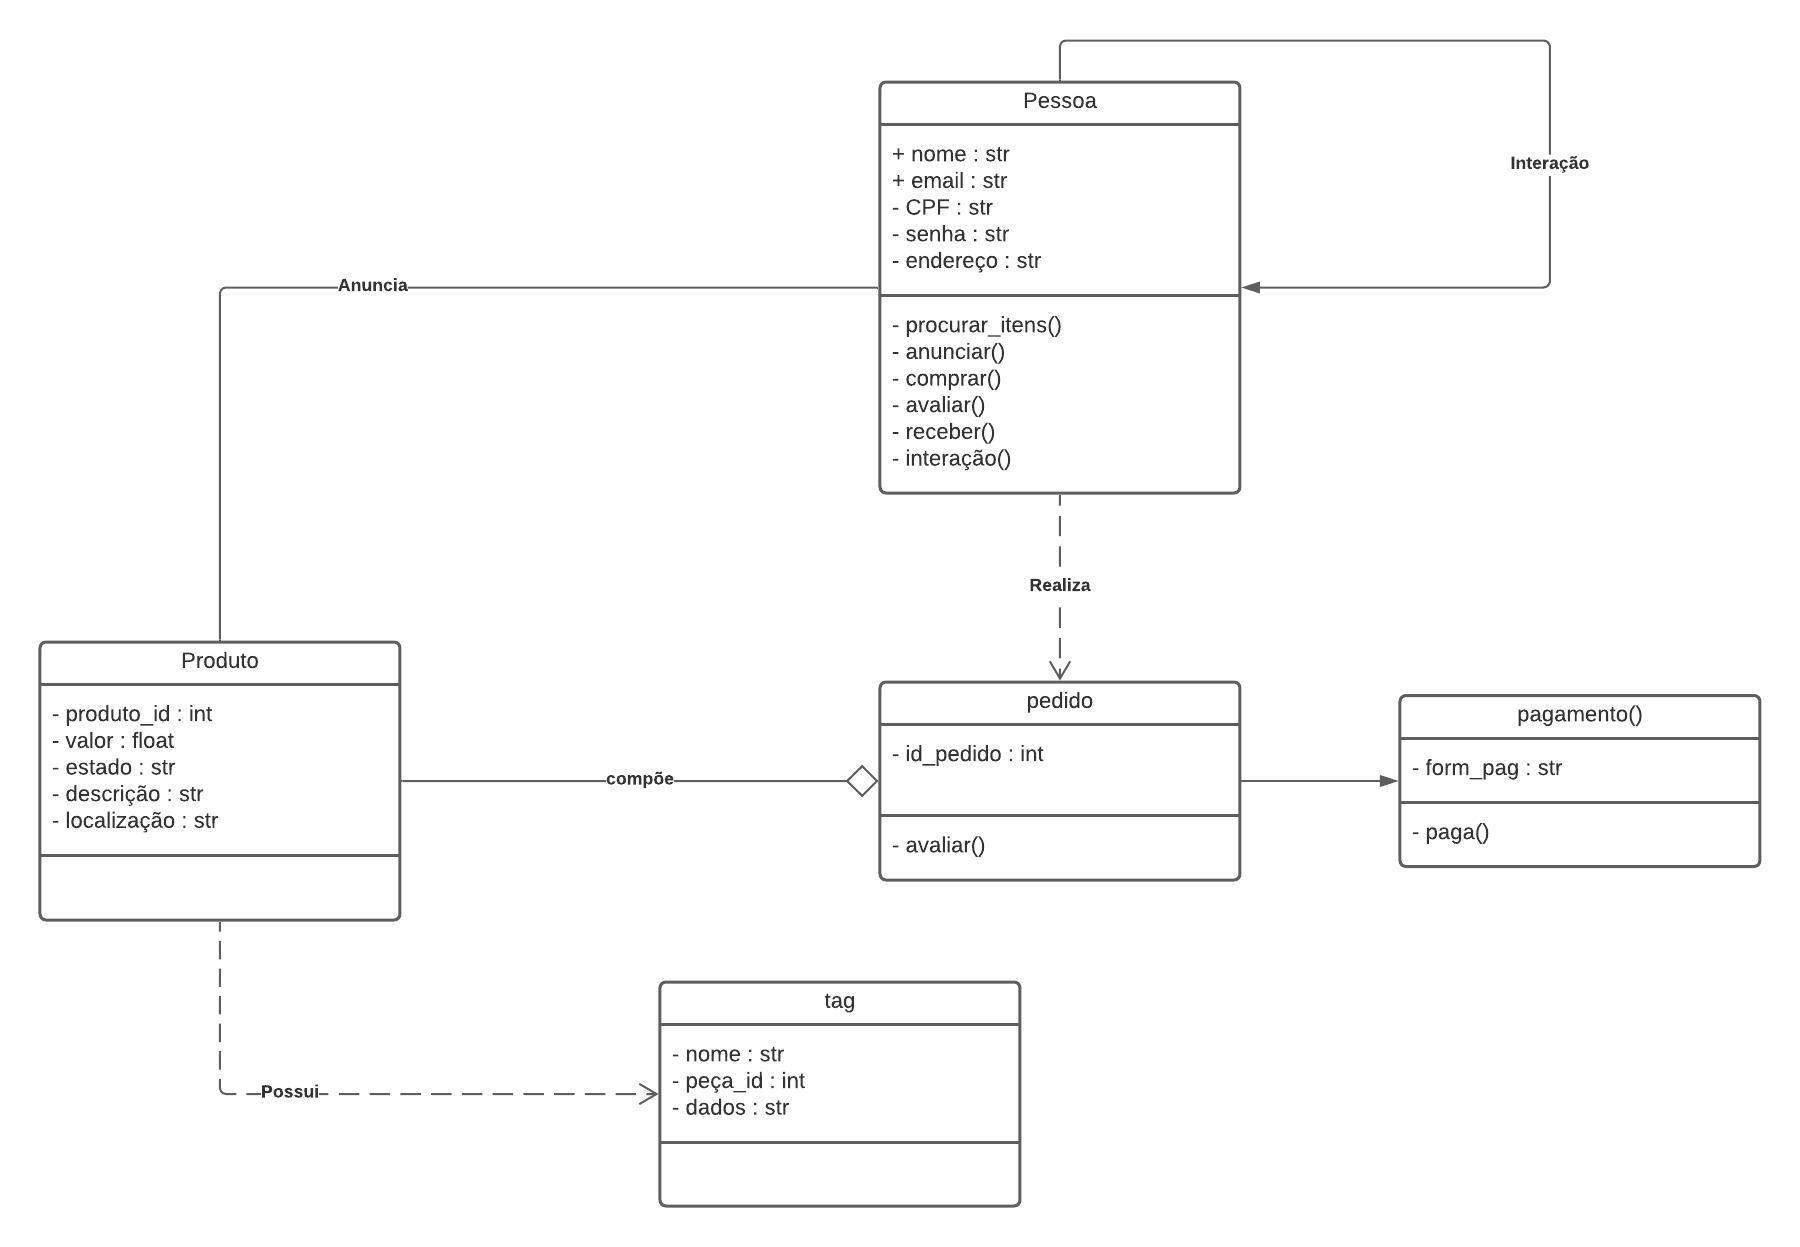 Pessoa
+ nome : str
+ email : str
- CPF : str
- senha : str
- endereço : str
- procurar_itens()
- anunciar()
- comprar()
- avaliar()
- receber()
- interação()
Interação
Anuncia
Realiza
Produto
- produto_id : int
- valor : float
- estado : str
- descrição : str
- localização : str
compõe
pedido
- id_pedido : int
- avaliar()
pagamento()
- form_pag : str
- paga()
Possui
tag
- nome : str
- peça_id : int
- dados : str